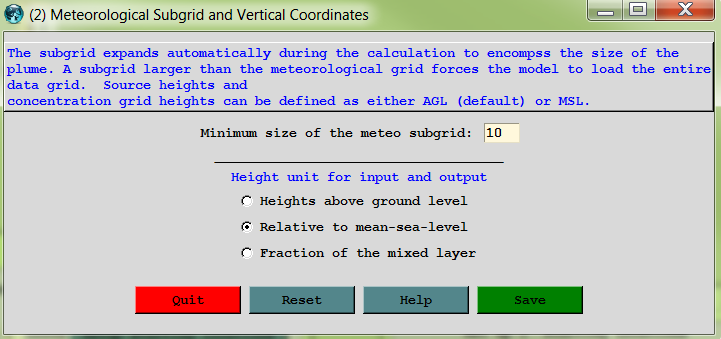 (2) Meteorological Subgrid and Vertical Coordinates
The subgrid expands automatically during the calculation to encompss the size of the
plume. A subgrid larger than the meteorological grid forces the model to load the entire
data grid.  Source heights and
concentration grid heights can be defined as either AGL (default) or MSL.
Minimum size of the meteo subgrid: 10
Height unit for input and output
Heights above ground level
Relative to mean-sea-level
Fraction of the mixed layer
Quit Reset Help Save